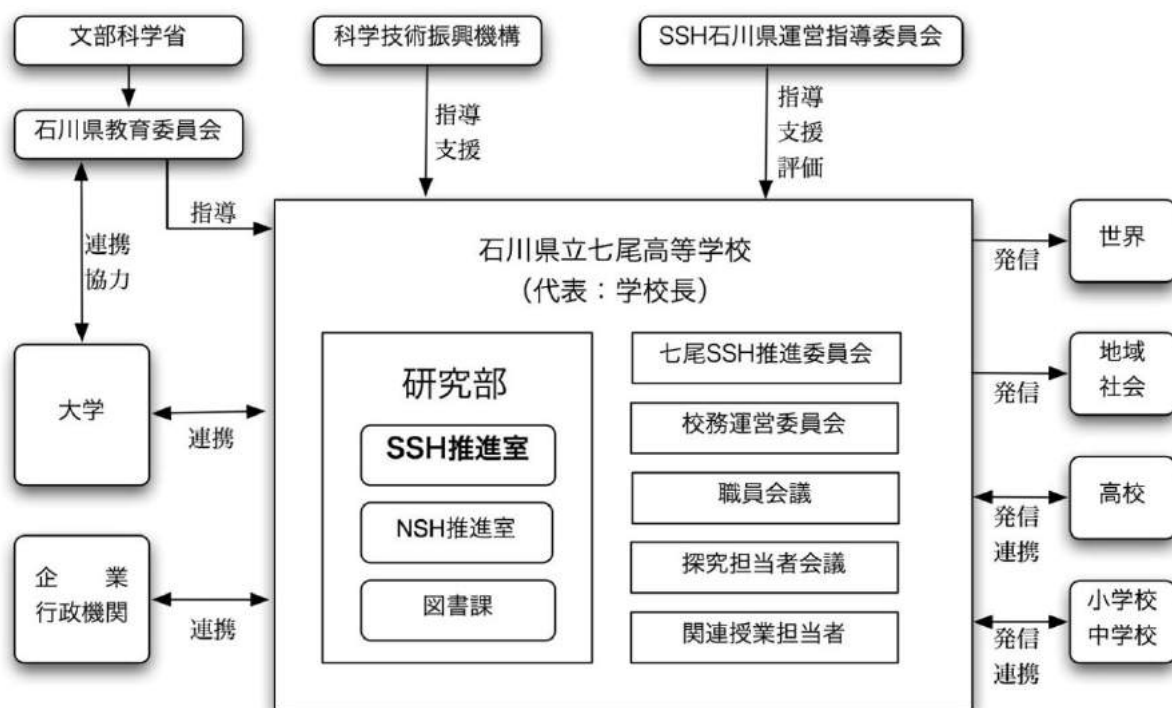 文部科学省
科学技術振興機構
SSH石川県運営指導委員会
石川県教育委員会
指導
支援
指導
支援
評価
指導
連携
協力
石川県立七尾高等学校
（代表：学校長）
研究部
SSH推進室
NSH推進室
図書課
七尾SSH推進委員会
校務運営委員会
職員会議
探究担当者会議
関連授業担当者
大学
連携
企　業
行政機関
連携
世界
発信
地域
社会
発信
高校
発信
連携
小学校
中学校
発信
連携